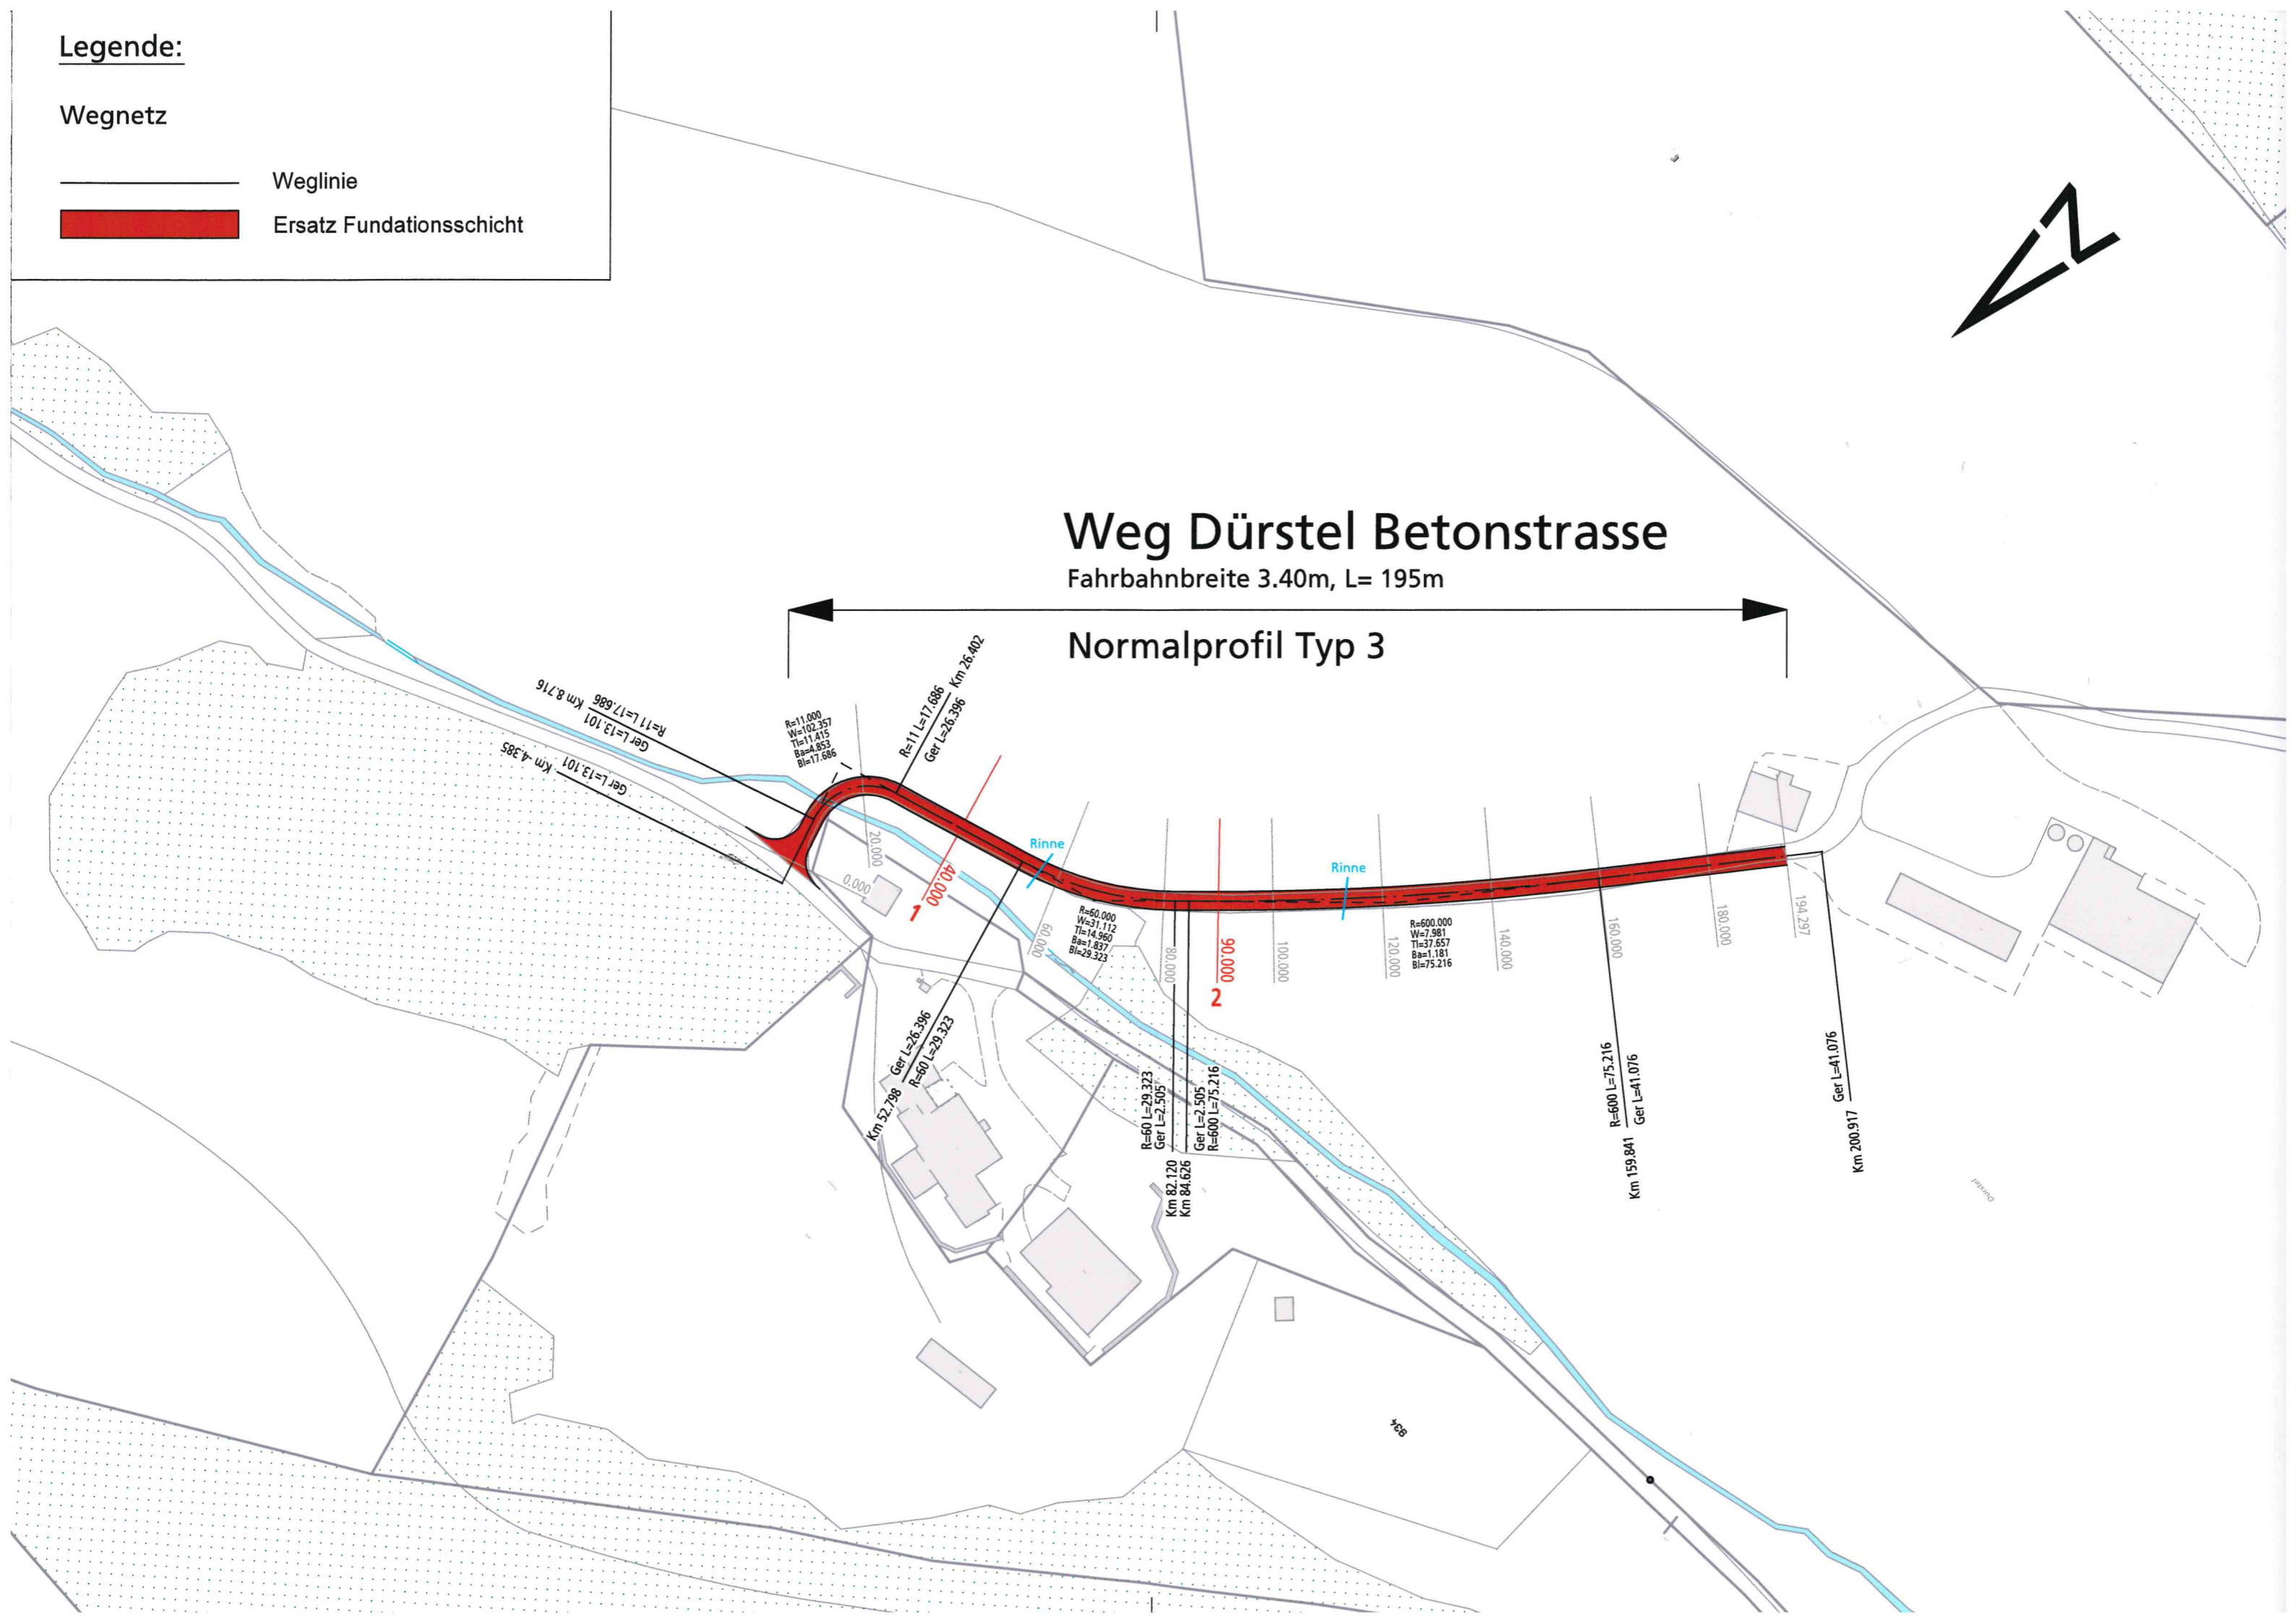 Legende:
Wegnetz
Weglinie
Ersatz Fundationsschicht
Weg Dürstel Betonstrasse
Fahrbahnbreite 3.40m, L= 195m
Normalprofil Typ 3
R=11 L=17.686
Km 8.716
Ger L=13.101
Km -4.385
Ger L=13.101
R=11.000
W=102.357
Tl=11.415
Ba=4.853
Bl=17.686
R=11 L=17.686
Km 26.402
Ger L=26.396
0.000
20.000
40.000
1
Rinne
60.000
R=60.000
W=31.112
Tl=14.960
Ba=1.837
Bl=29.323
80.000
90.000
2
100.000
Rinne
120.000
R=600.000
W=7.981
Tl=37.657
Ba=1.181
Bl=75.216
140.000
160.000
180.000
194.297
Km 52.798
Ger L=26.396
R=60 L=29.323
R=60 L=29.323
Ger L=2.505
Km 82.120
Ger L=2.505
R=600 L=75.216
Km 84.626
R=600 L=75.216
Km 159.841
Ger L=41.076
Ger L=41.076
Km 200.917
Dürstel
934